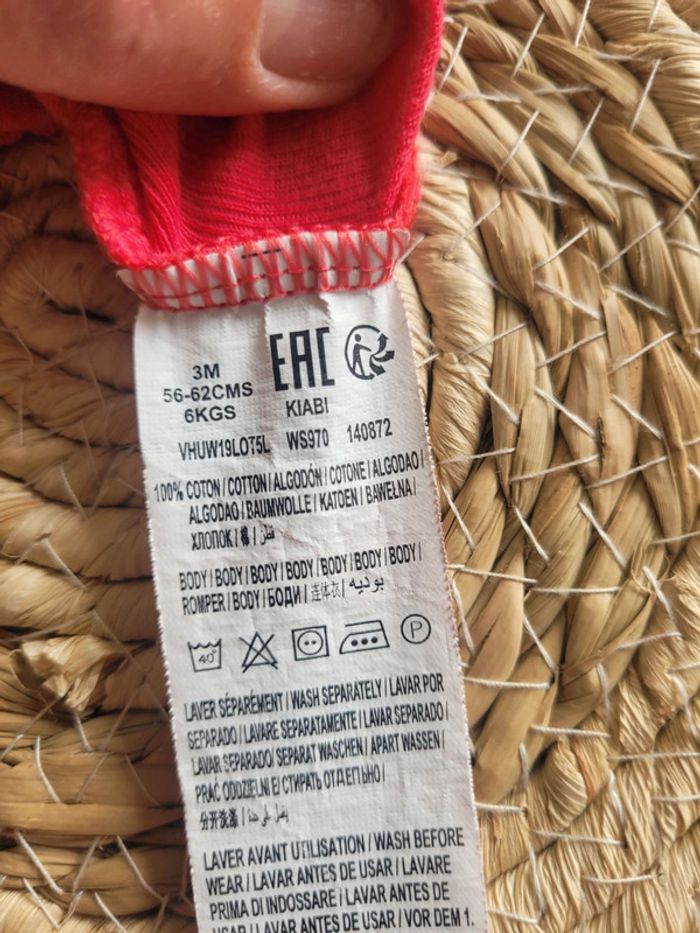 3M
56-62CMS
6KGS
EAC
KIABI
VHUW19LOT5L WS970 140872
100% COTON / COTTON / ALGODÓN / COTONE / ALGODAO /
ALGODAO / BAUMWOLLE / KATOEN / BAWEŁNA /
ХЛОПОК / 棉 / قطن
BODY / BODY / BODY / BODY / BODY / BODY / BODY /
ROMPER / BODY / БОДИ / 连体衣 / بوديه
40°
P
LAVER SÉPARÉMENT / WASH SEPARATELY / LAVAR POR
SEPARADO / LAVARE SEPARATAMENTE / LAVAR SEPARADO /
LAVAR SEPARADO / SEPARAT WASCHEN / APART WASSEN /
PRAĆ ODDZIELNIE / СТИРАТЬ ОТДЕЛЬНО /
分开洗涤 /
LAVER AVANT UTILISATION / WASH BEFORE
WEAR / LAVAR ANTES DE USAR / LAVARE
PRIMA DI INDOSSARE / LAVAR ANTES DE
USAR / LAVAR ANTES DE USAR / VOR DEM 1.